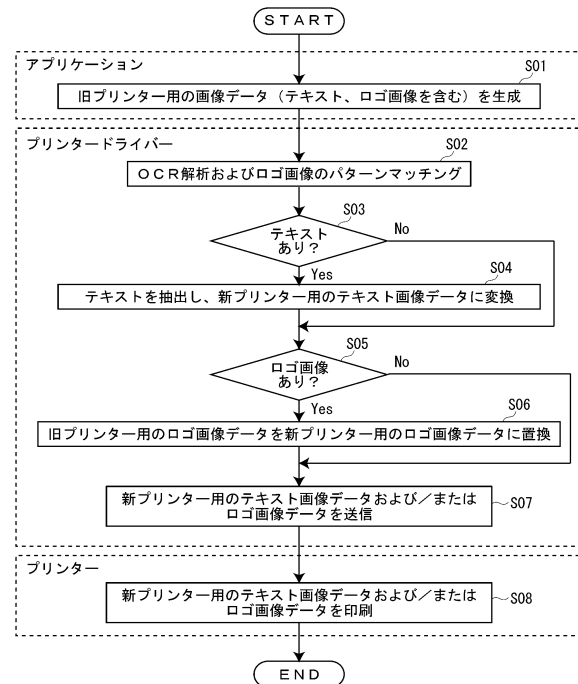 START
アプリケーション
S01
旧プリンター用の画像データ（テキスト、ロゴ画像を含む）を生成
プリンタードライバー
S02
ＯＣＲ解析およびロゴ画像のパターンマッチング
S03
テキスト
あり？
No
Yes
S04
テキストを抽出し、新プリンター用のテキスト画像データに変換
S05
ロゴ画像
あり？
No
Yes
S06
旧プリンター用のロゴ画像データを新プリンター用のロゴ画像データに置換
新プリンター用のテキスト画像データおよび／または
ロゴ画像データを送信
S07
プリンター
新プリンター用のテキスト画像データおよび／または
ロゴ画像データを印刷
S08
END